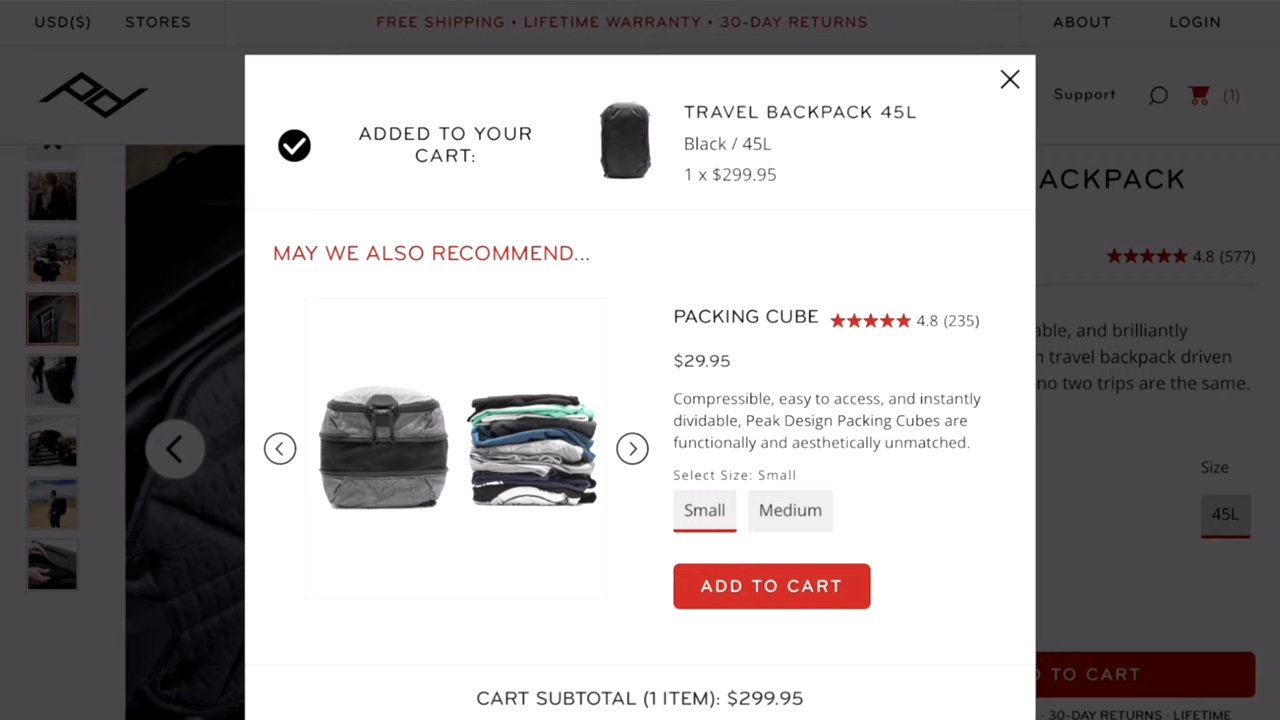 USD($) STORES FREE SHIPPING • LIFETIME WARRANTY • 30-DAY RETURNS ABOUT LOGIN
Support (1)
ADDED TO YOUR
CART:
TRAVEL BACKPACK 45L
Black / 45L
1 x $299.95
ACKPACK
4.8 (577)
MAY WE ALSO RECOMMEND...
PACKING CUBE 4.8 (235)
$29.95
Compressible, easy to access, and instantly
dividable, Peak Design Packing Cubes are
functionally and aesthetically unmatched.
Select Size: Small
Small Medium
ADD TO CART
able, and brilliantly
travel backpack driven
no two trips are the same.
Size
45L
TO CART
30-DAY RETURNS · LIFETIME
CART SUBTOTAL (1 ITEM): $299.95